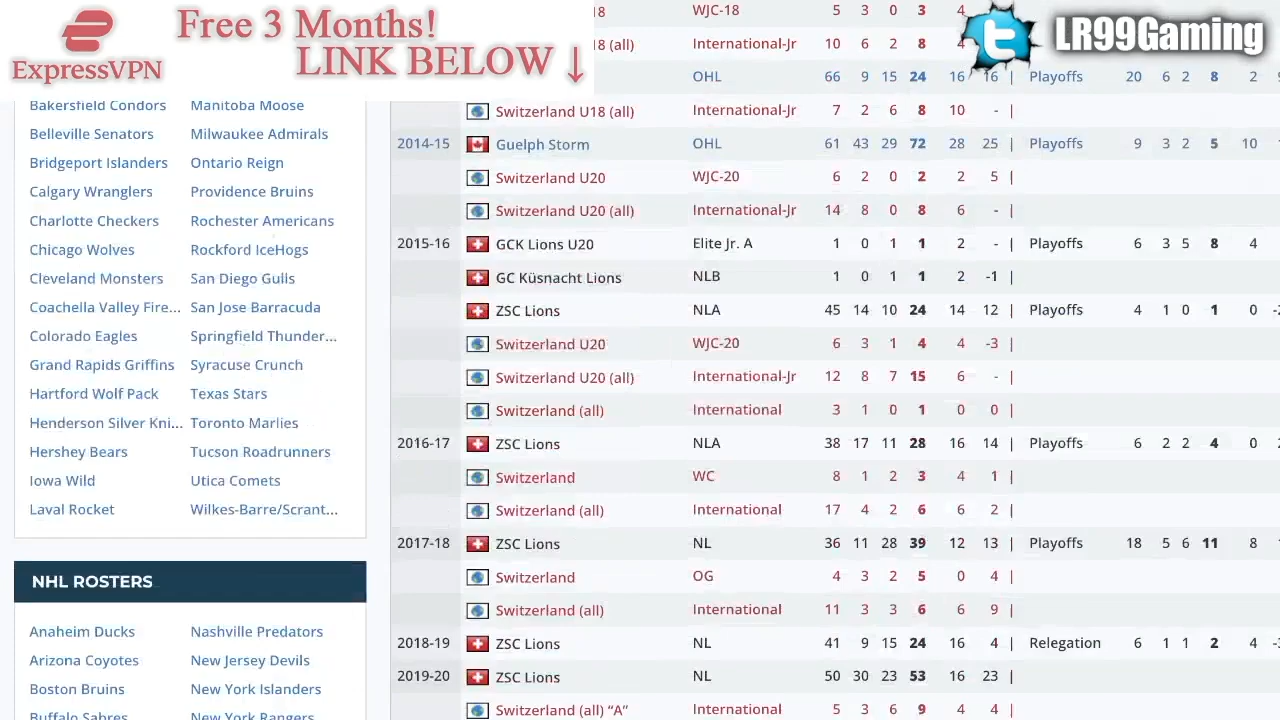 Free 3 Months!
LINK BELOW ↓
ExpressVPN
LR99Gaming
Bakersfield Condors Manitoba Moose
Belleville Senators Milwaukee Admirals
Bridgeport Islanders Ontario Reign
Calgary Wranglers Providence Bruins
Charlotte Checkers Rochester Americans
Chicago Wolves Rockford IceHogs
Cleveland Monsters San Diego Gulls
Coachella Valley Fire... San Jose Barracuda
Colorado Eagles Springfield Thunder...
Grand Rapids Griffins Syracuse Crunch
Hartford Wolf Pack Texas Stars
Henderson Silver Kni... Toronto Marlies
Hershey Bears Tucson Roadrunners
Iowa Wild Utica Comets
Laval Rocket Wilkes-Barre/Scrant...
NHL ROSTERS
Anaheim Ducks Nashville Predators
Arizona Coyotes New Jersey Devils
Boston Bruins New York Islanders
Buffalo Sabres New York Rangers
18 WJC-18 5 3 0 3 4
18 (all) International-Jr 10 6 2 8 4
OHL 66 9 15 24 16 16 | Playoffs 20 6 2 8 2
Switzerland U18 (all) International-Jr 7 2 6 8 10 - |
2014-15 Guelph Storm OHL 61 43 29 72 28 25 | Playoffs 9 3 2 5 10
Switzerland U20 WJC-20 6 2 0 2 2 5 |
Switzerland U20 (all) International-Jr 14 8 0 8 6 - |
2015-16 GCK Lions U20 Elite Jr. A 1 0 1 1 2 - | Playoffs 6 3 5 8 4
GC Küsnacht Lions NLB 1 0 1 1 2 -1 |
ZSC Lions NLA 45 14 10 24 14 12 | Playoffs 4 1 0 1 0
Switzerland U20 WJC-20 6 3 1 4 4 -3 |
Switzerland U20 (all) International-Jr 12 8 7 15 6 - |
Switzerland (all) International 3 1 0 1 0 0 |
2016-17 ZSC Lions NLA 38 17 11 28 16 14 | Playoffs 6 2 2 4 0
Switzerland WC 8 1 2 3 4 1 |
Switzerland (all) International 17 4 2 6 6 2 |
2017-18 ZSC Lions NL 36 11 28 39 12 13 | Playoffs 18 5 6 11 8
Switzerland OG 4 3 2 5 0 4 |
Switzerland (all) International 11 3 3 6 6 9 |
2018-19 ZSC Lions NL 41 9 15 24 16 4 | Relegation 6 1 1 2 4
2019-20 ZSC Lions NL 50 30 23 53 16 23 |
Switzerland (all) “A” International 5 3 6 9 4 4 |